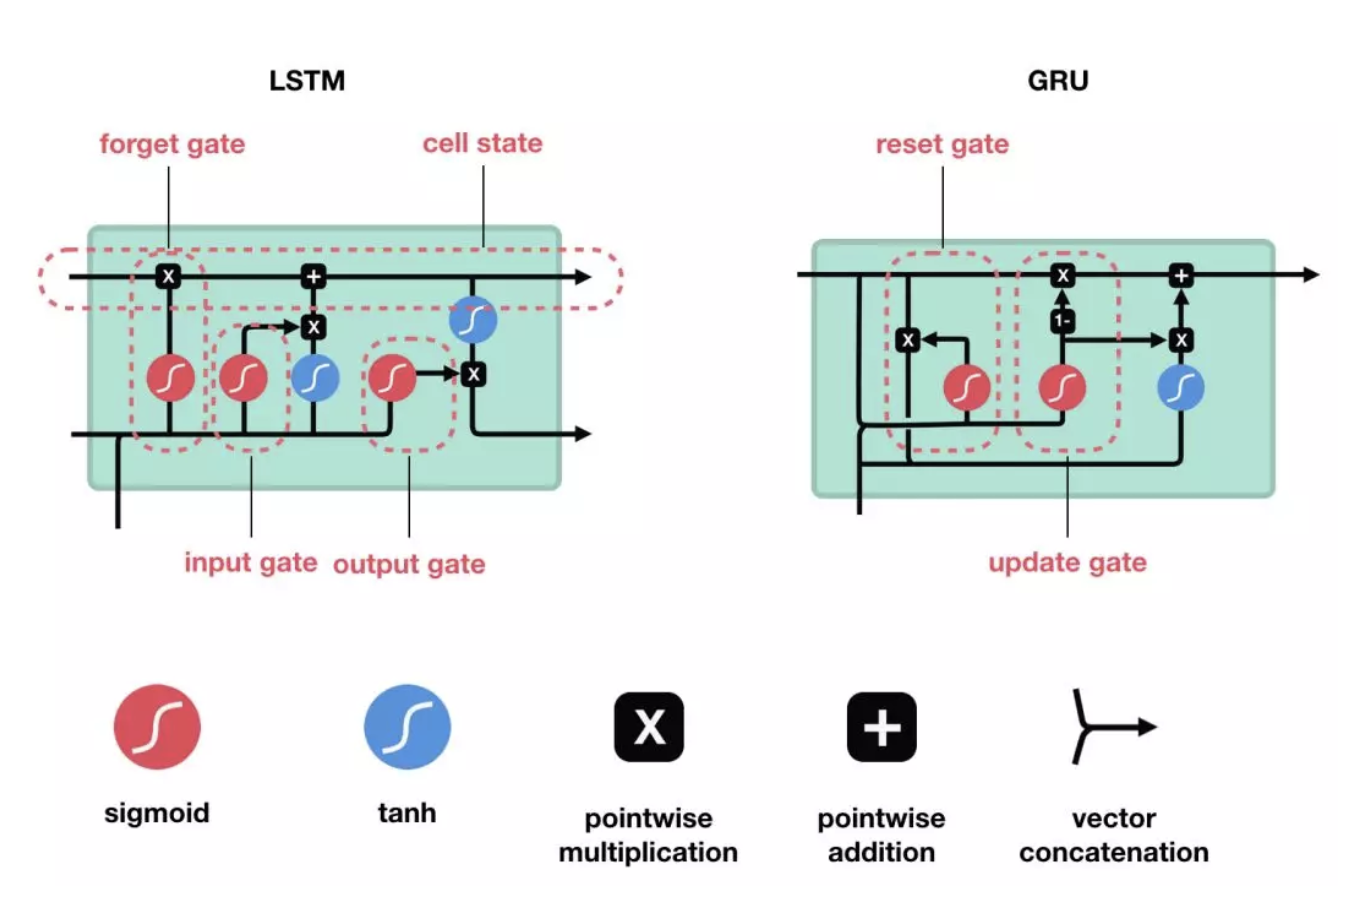 LSTM
GRU
forget gate
cell state
reset gate
X
+
X
X
X
+
1-
X
X
input gate
output gate
update gate
X
+
sigmoid
tanh
pointwise
multiplication
pointwise
addition
vector
concatenation